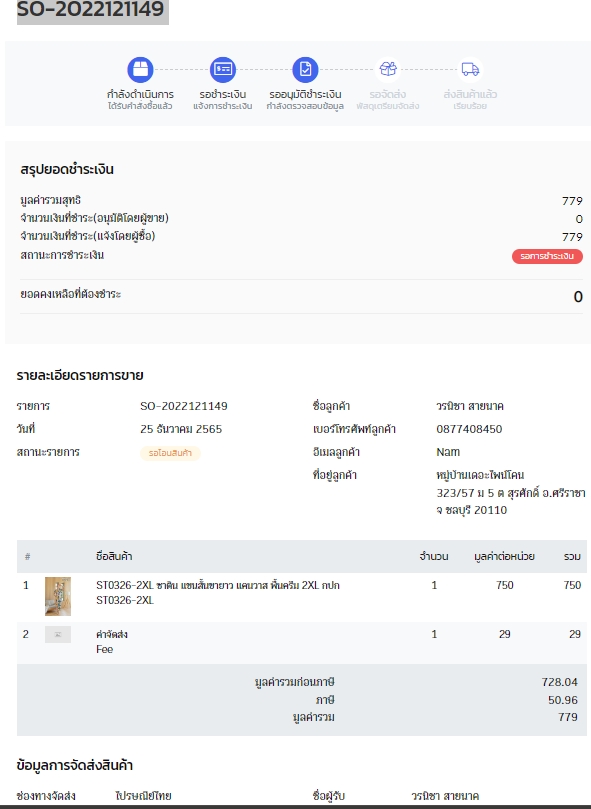 SO-2022121149
กำลังดำเนินการ
ได้รับคำสั่งซื้อแล้ว
รอชำระเงิน
แจ้งการชำระเงิน
รออนุมัติชำระเงิน
กำลังตรวจสอบข้อมูล
รอจัดส่ง
พัสดุเตรียมจัดส่ง
ส่งสินค้าแล้ว
เรียบร้อย
สรุปยอดชำระเงิน
มูลค่ารวมสุทธิ 779
จำนวนเงินที่ชำระ(อนุมัติโดยผู้ขาย) 0
จำนวนเงินที่ชำระ(แจ้งโดยผู้ซื้อ) 779
สถานะการชำระเงิน รอการชำระเงิน
ยอดคงเหลือที่ต้องชำระ 0
รายละเอียดรายการขาย
รายการ SO-2022121149
วันที่ 25 ธันวาคม 2565
สถานะรายการ รอโอนสินค้า
ชื่อลูกค้า วรนิชา สายนาค
เบอร์โทรศัพท์ลูกค้า 0877408450
อีเมลลูกค้า Nam
ที่อยู่ลูกค้า หมู่บ้านเดอะไพน์โคน
323/57 ม 5 ต สุรศักดิ์ อ.ศรีราชา
จ ชลบุรี 20110
# ชื่อสินค้า จำนวน มูลค่าต่อหน่วย รวม
1 ST0326-2XL ซาติน แขนสั้นขายาว แคนวาส พื้นครีม 2XL กปก 1 750 750
ST0326-2XL
2 ค่าจัดส่ง 1 29 29
Fee
มูลค่ารวมก่อนภาษี 728.04
ภาษี 50.96
มูลค่ารวม 779
ข้อมูลการจัดส่งสินค้า
ช่องทางจัดส่ง ไปรษณีย์ไทย ชื่อผู้รับ วรนิชา สายนาค